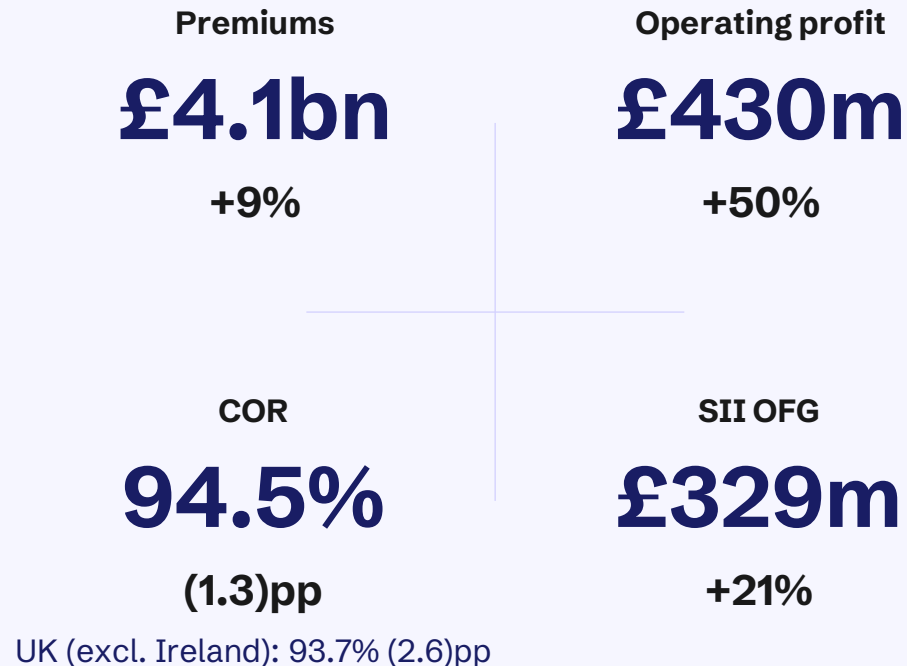 Premiums
£4.1bn
+9%
Operating profit
£430m
+50%
COR
94.5%
(1.3)pp
UK (excl. Ireland): 93.7% (2.6)pp
SII OFG
£329m
+21%